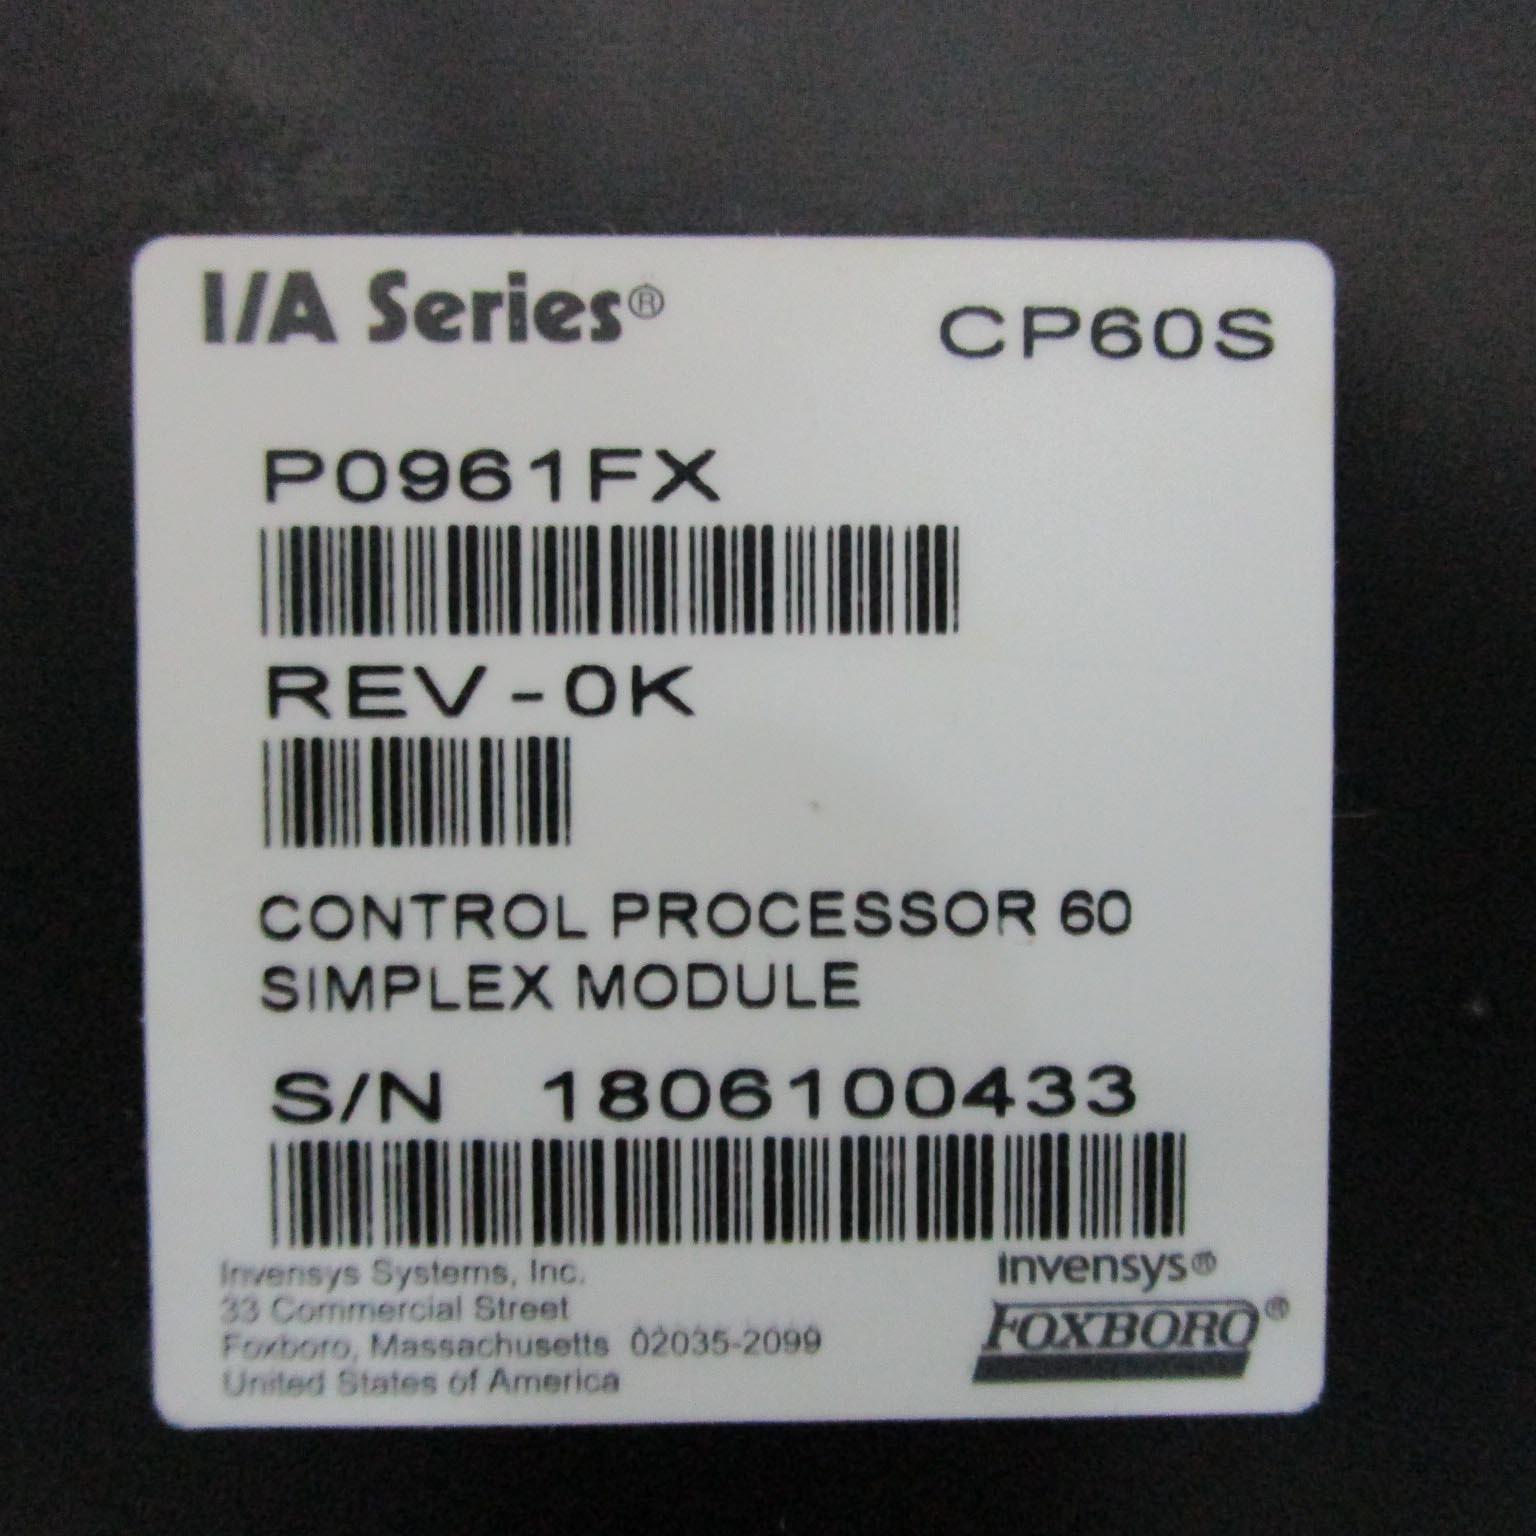 I/A Series®
CP60S
P0961FX
REV-0K
CONTROL PROCESSOR 60
SIMPLEX MODULE
S/N 1806100433
Invensys Systems, Inc.
33 Commercial Street
Foxboro, Massachusetts 02035-2099
United States of America
invensys®
FOXBORO®